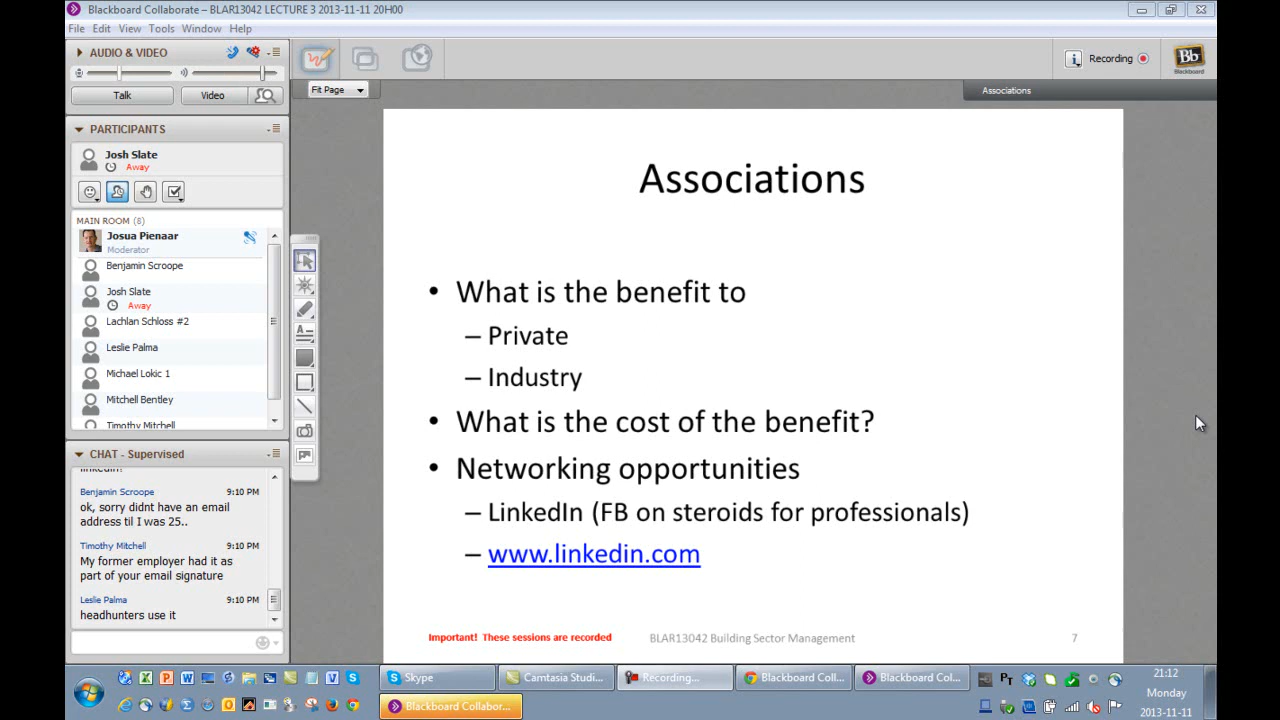 Blackboard Collaborate – BLAR13042 LECTURE 3 2013-11-11 20H00
File Edit View Tools Window Help
AUDIO & VIDEO
Talk Video
PARTICIPANTS
Josh Slate
Away
MAIN ROOM (8)
Josua Pienaar
Moderator
Benjamin Scroope
Josh Slate
Away
Lachlan Schloss #2
Leslie Palma
Michael Lokic 1
Mitchell Bentley
Timothy Mitchell
CHAT - Supervised
linkedin!
Benjamin Scroope 9:10 PM
ok, sorry didnt have an email
address til I was 25..
Timothy Mitchell 9:10 PM
My former employer had it as
part of your email signature
Leslie Palma 9:10 PM
headhunters use it
Recording
Bb
Blackboard
Fit Page
Associations
Associations
• What is the benefit to
– Private
– Industry
• What is the cost of the benefit?
• Networking opportunities
– LinkedIn (FB on steroids for professionals)
– www.linkedin.com
Important! These sessions are recorded BLAR13042 Building Sector Management 7
Skype Camtasia Studi... Recording... Blackboard Coll... Blackboard Col...
Blackboard Collabor...
21:12
Monday
2013-11-11